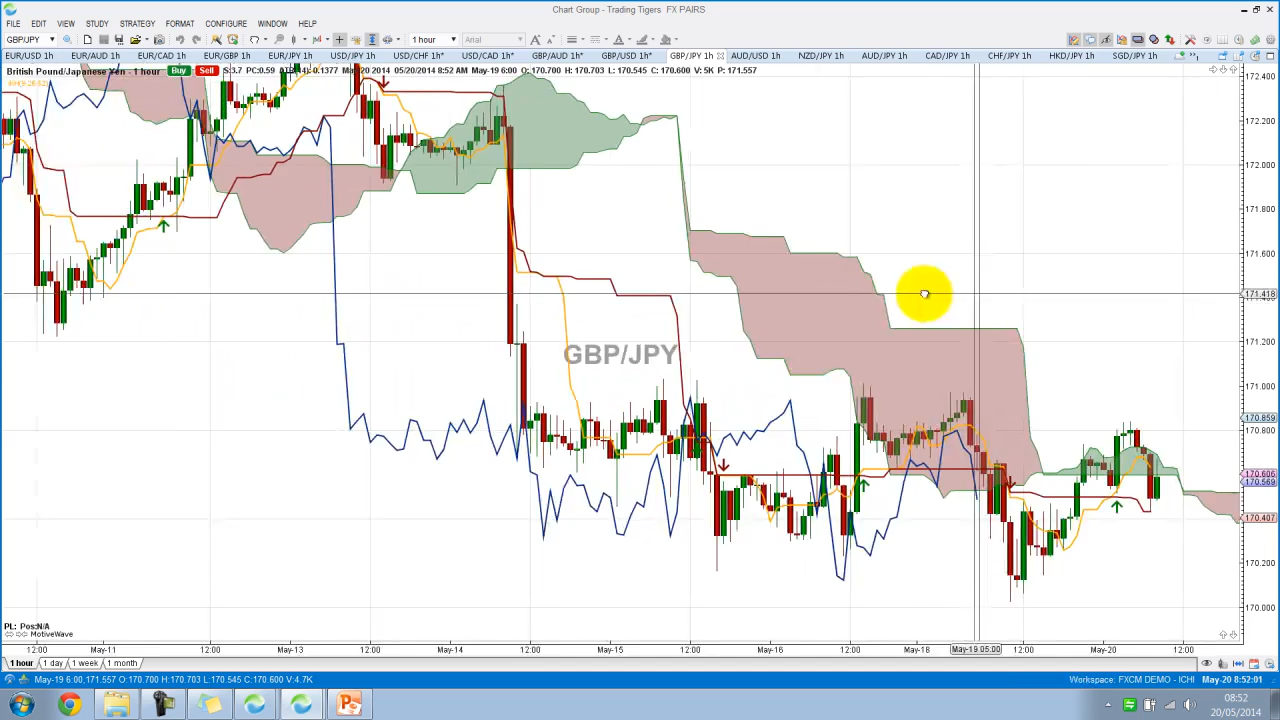 Chart Group - Trading Tigers FX PAIRS
FILE EDIT VIEW STUDY STRATEGY FORMAT CONFIGURE WINDOW HELP
GBP/JPY 1 hour Arial
EUR/USD 1h EUR/AUD 1h EUR/CAD 1h EUR/GBP 1h EUR/JPY 1h USD/JPY 1h USD/CHF 1h USD/CAD 1h* GBP/AUD 1h* GBP/USD 1h* GBP/JPY 1h AUD/USD 1h NZD/JPY 1h AUD/JPY 1h CAD/JPY 1h CHF/JPY 1h SGD/JPY 1h
British Pound/Japanese Yen - 1 hour Buy Sell S:3.7 PC:0.59 05/20/2014 8:52 AM May-19 6:00 O: 170.700 H: 170.703 L: 170.545 C: 170.600 V: 5K P: 171.557
172.400
172.200
172.000
171.800
171.600
171.418
171.200
171.000
170.859
170.800
170.606
170.569
170.407
170.200
170.000
GBP/JPY
PL: Pos:N/A
MotiveWave
12:00 May-11 12:00 May-13 12:00 May-14 12:00 May-15 12:00 May-16 12:00 May-18 May-19 05:00 12:00 May-20 12:00
1 hour 1 day 1 week 1 month
May-19 6:00,171.557 O: 170.700 H: 170.703 L: 170.545 C: 170.600 V: 4.7K Workspace: FXCM DEMO - ICHI May-20 8:52:01
08:52
20/05/2014